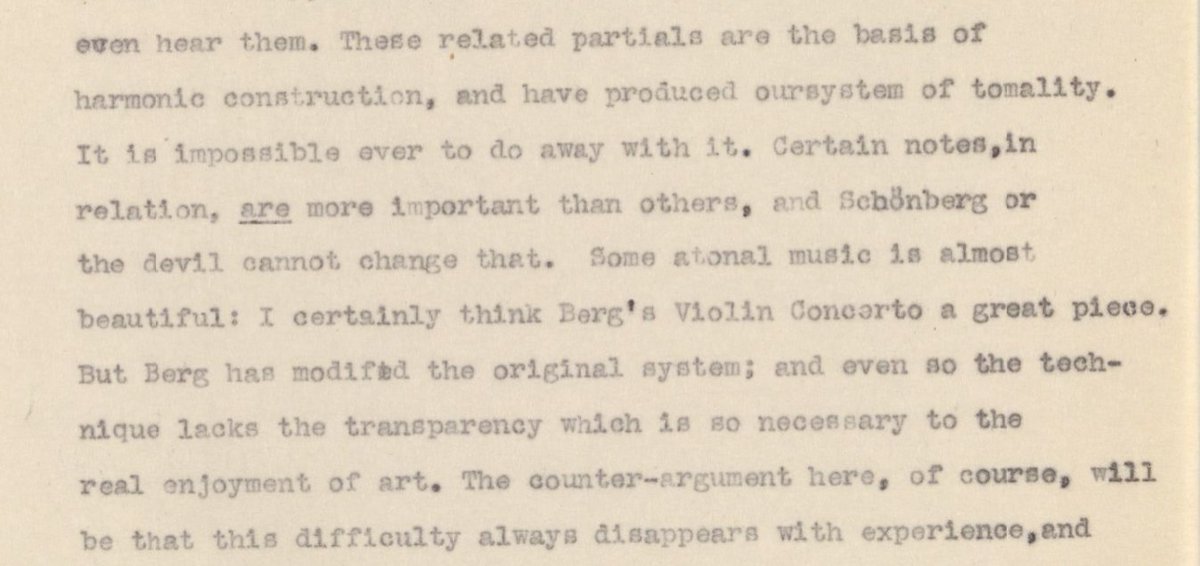 even hear them. These related partials are the basis of
harmonic construction, and have produced oursystem of tomality.
It is impossible ever to do away with it. Certain notes,in
relation, are more important than others, and Schönberg or
the devil cannot change that. Some atonal music is almost
beautiful: I certainly think Berg's Violin Concerto a great piece.
But Berg has modified the original system; and even so the tech-
nique lacks the transparency which is so necessary to the
real enjoyment of art. The counter-argument here, of course, will
be that this difficulty always disappears with experience,and